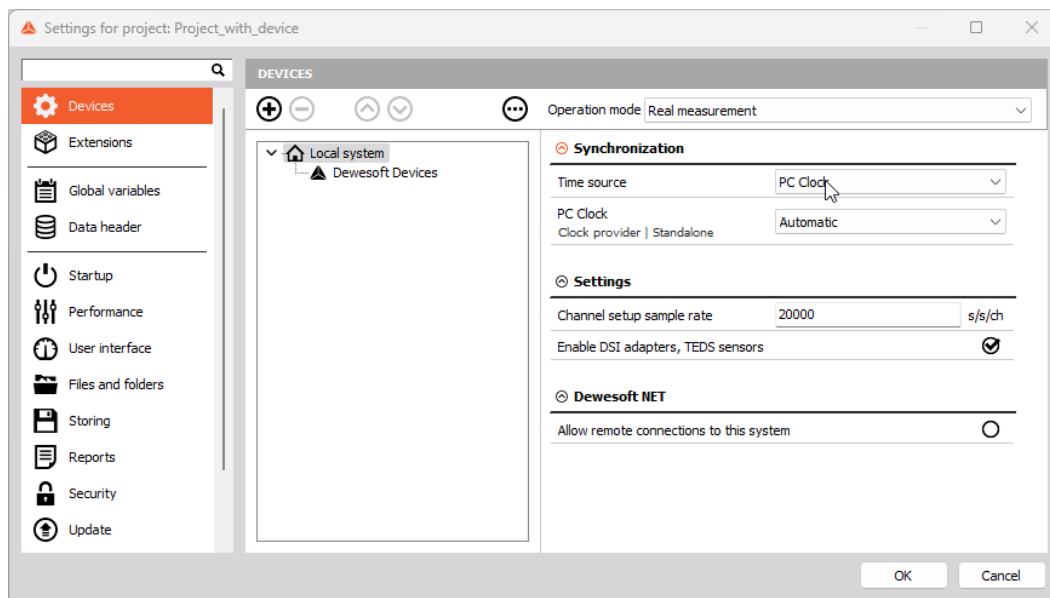 Settings for project: Project_with_device
DEVICES
Devices
Extensions
Global variables
Data header
Startup
Performance
User interface
Files and folders
Storing
Reports
Security
Update
Local system
Dewesoft Devices
Operation mode Real measurement
Synchronization
Time source PC Clock
PC Clock Automatic
Clock provider | Standalone
Settings
Channel setup sample rate 20000 s/s/ch
Enable DSI adapters, TEDS sensors
Dewesoft NET
Allow remote connections to this system
OK Cancel